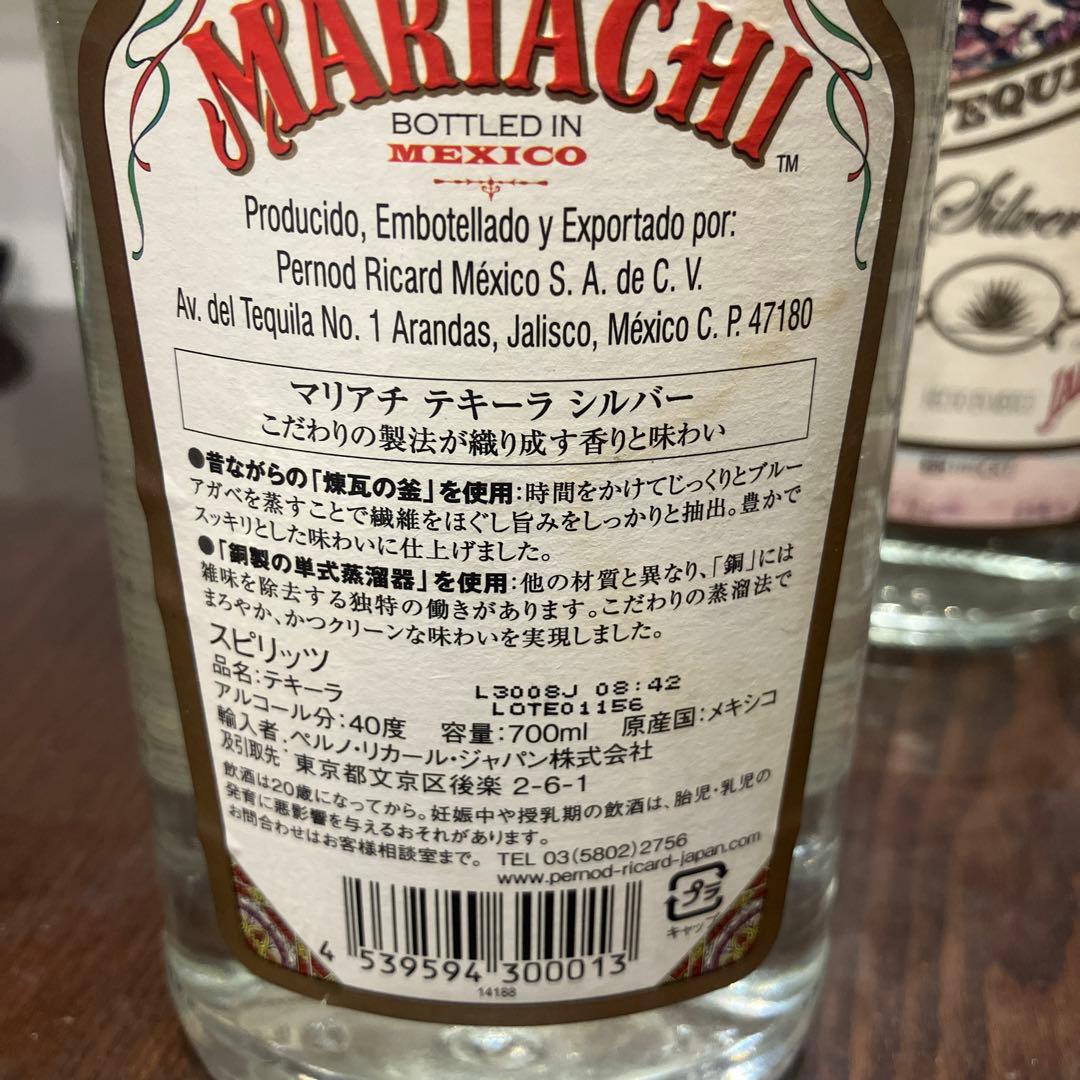 MARIACHI
TM
BOTTLED IN
MEXICO
Producido, Embotellado y Exportado por:
Pernod Ricard México S. A. de C. V.
Av. del Tequila No. 1 Arandas, Jalisco, México C. P. 47180
マリアチ テキーラ シルバー
こだわりの製法が織り成す香りと味わい
●昔ながらの「煉瓦の釜」を使用:時間をかけてじっくりとブルー
アガベを蒸すことで繊維をほぐし旨みをしっかりと抽出。豊かで
スッキリとした味わいに仕上げました。
●「銅製の単式蒸溜器」を使用:他の材質と異なり、「銅」には
雑味を除去する独特の働きがあります。こだわりの蒸溜法で
まろやか、かつクリーンな味わいを実現しました。
スピリッツ
品名:テキーラ
L3008J 08:42
LOTE01156
アルコール分:40度 容量:700ml 原産国:メキシコ
輸入者、ペルノ・リカール・ジャパン株式会社
及引取先:東京都文京区後楽 2-6-1
飲酒は20歳になってから。妊娠中や授乳期の飲酒は、胎児・乳児の
発育に悪影響を与えるおそれがあります。
お問合わせはお客様相談室まで。 TEL 03(5802)2756
www.pernod-ricard-japan.com
プラ
キャップ
4 539594 300013
14188
TEQUI
Silver